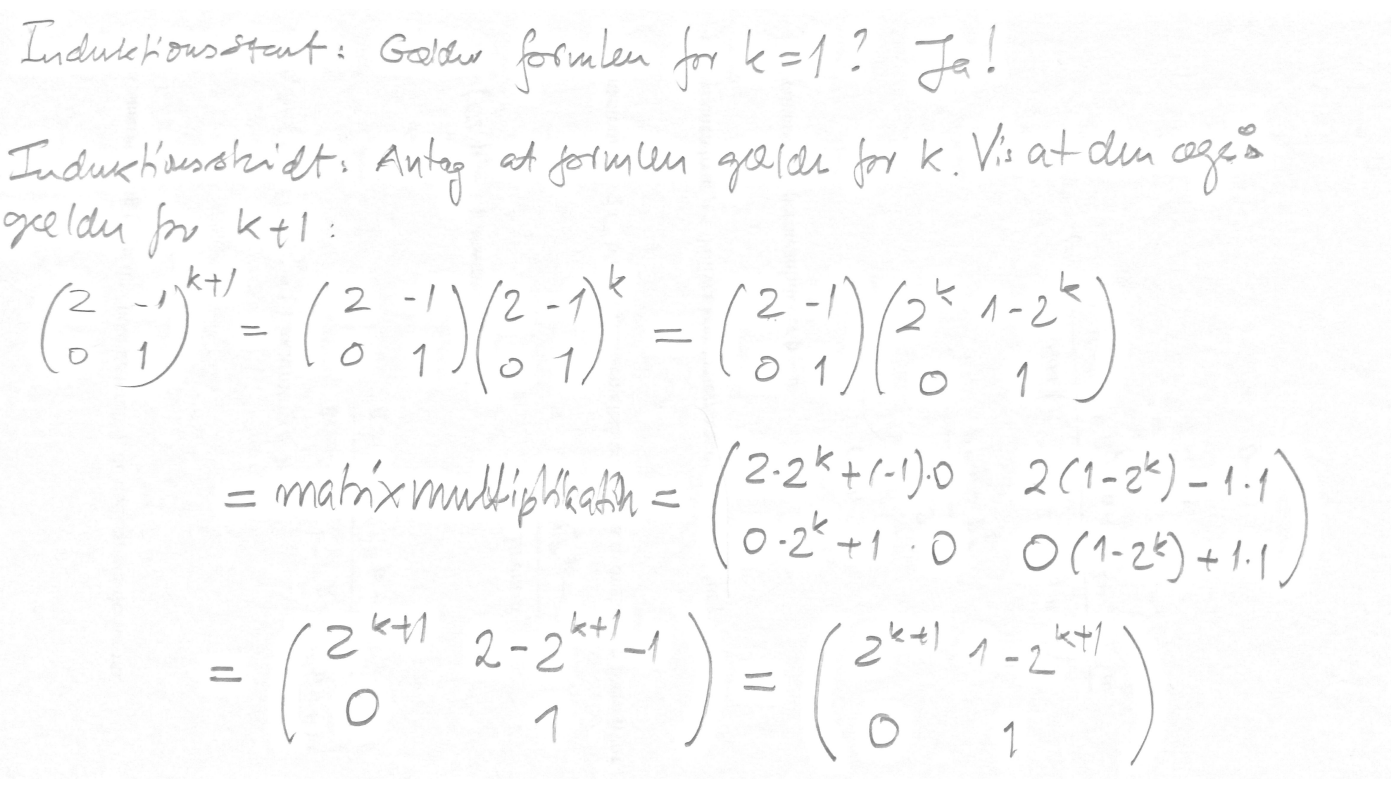 Induktionsstart: Gælder formlen for k=1? Ja!
Induktionsskridt: Antag at formlen gælder for k. Vis at den også
gælder for k+1:
(2 -1; 0 1)^{k+1} = (2 -1; 0 1)(2 -1; 0 1)^k = (2 -1; 0 1)(2^k 1-2^k; 0 1)
= matrixmultiplikation = (2·2^k+(-1)·0 2(1-2^k)-1·1; 0·2^k+1·0 0(1-2^k)+1·1)
= (2^{k+1} 2-2^{k+1}-1; 0 1) = (2^{k+1} 1-2^{k+1}; 0 1)